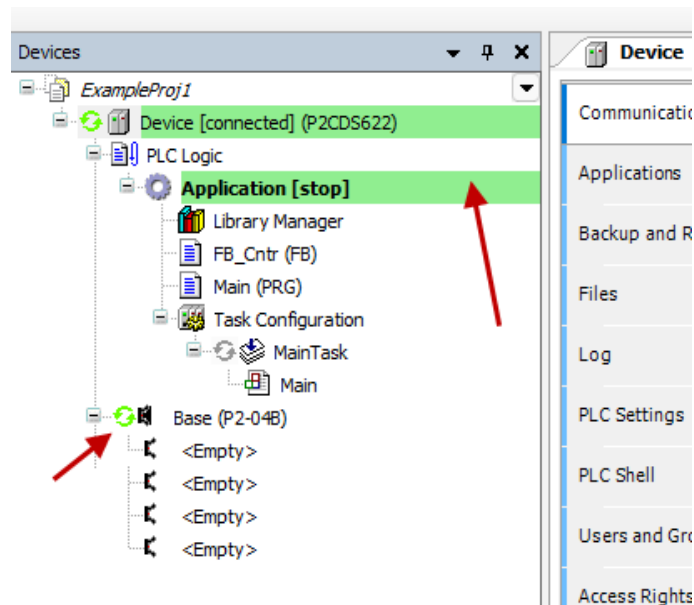 Devices
ExampleProj1
Device [connected] (P2CDS622)
PLC Logic
Application [stop]
Library Manager
FB_Cntr (FB)
Main (PRG)
Task Configuration
MainTask
Main
Base (P2-04B)
<Empty>
<Empty>
<Empty>
<Empty>
Device
Communicatio
Applications
Backup and R
Files
Log
PLC Settings
PLC Shell
Users and Gro
Access Rights